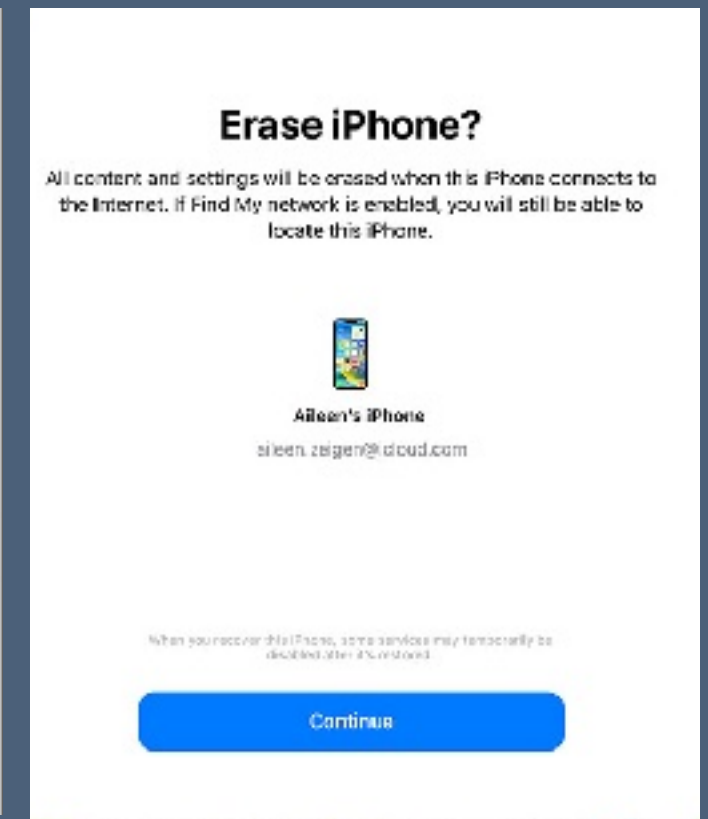 Erase iPhone?
All content and settings will be erased when this iPhone connects to
the Internet. If Find My network is enabled, you will still be able to
locate this iPhone.
Aileen's iPhone
aileen.zeigen@icloud.com
When you recover this iPhone, some services may temporarily be
disabled after it's restored.
Continue